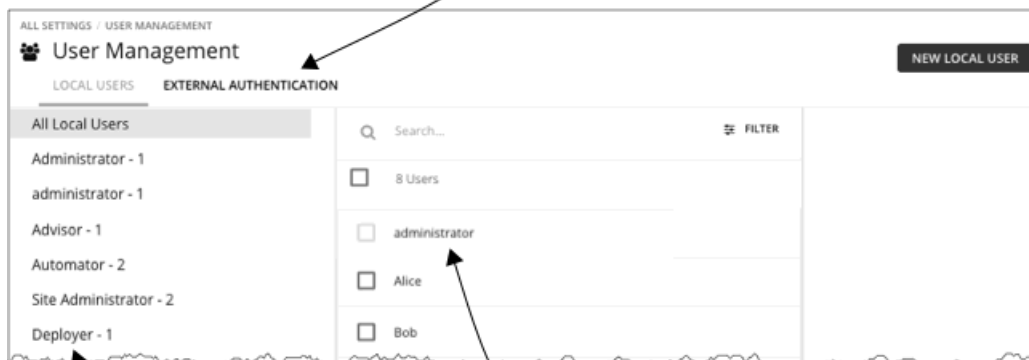 ALL SETTINGS / USER MANAGEMENT
User Management
NEW LOCAL USER
LOCAL USERS EXTERNAL AUTHENTICATION
All Local Users
Administrator - 1
administrator - 1
Advisor - 1
Automator - 2
Site Administrator - 2
Deployer - 1
Search...
FILTER
8 Users
administrator
Alice
Bob